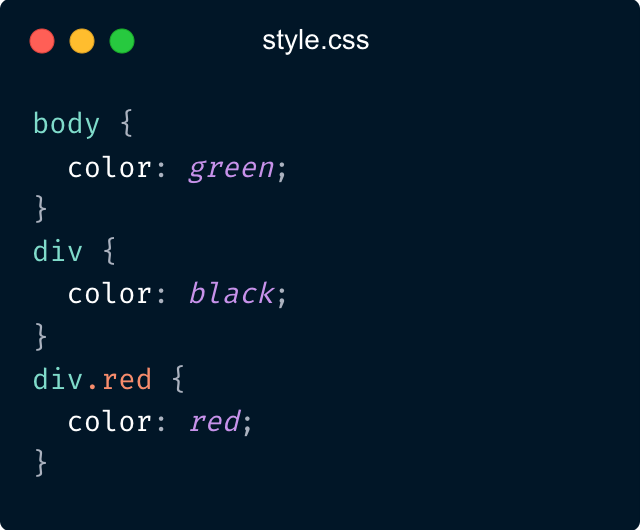 style.css
body {
  color: green;
}
div {
  color: black;
}
div.red {
  color: red;
}